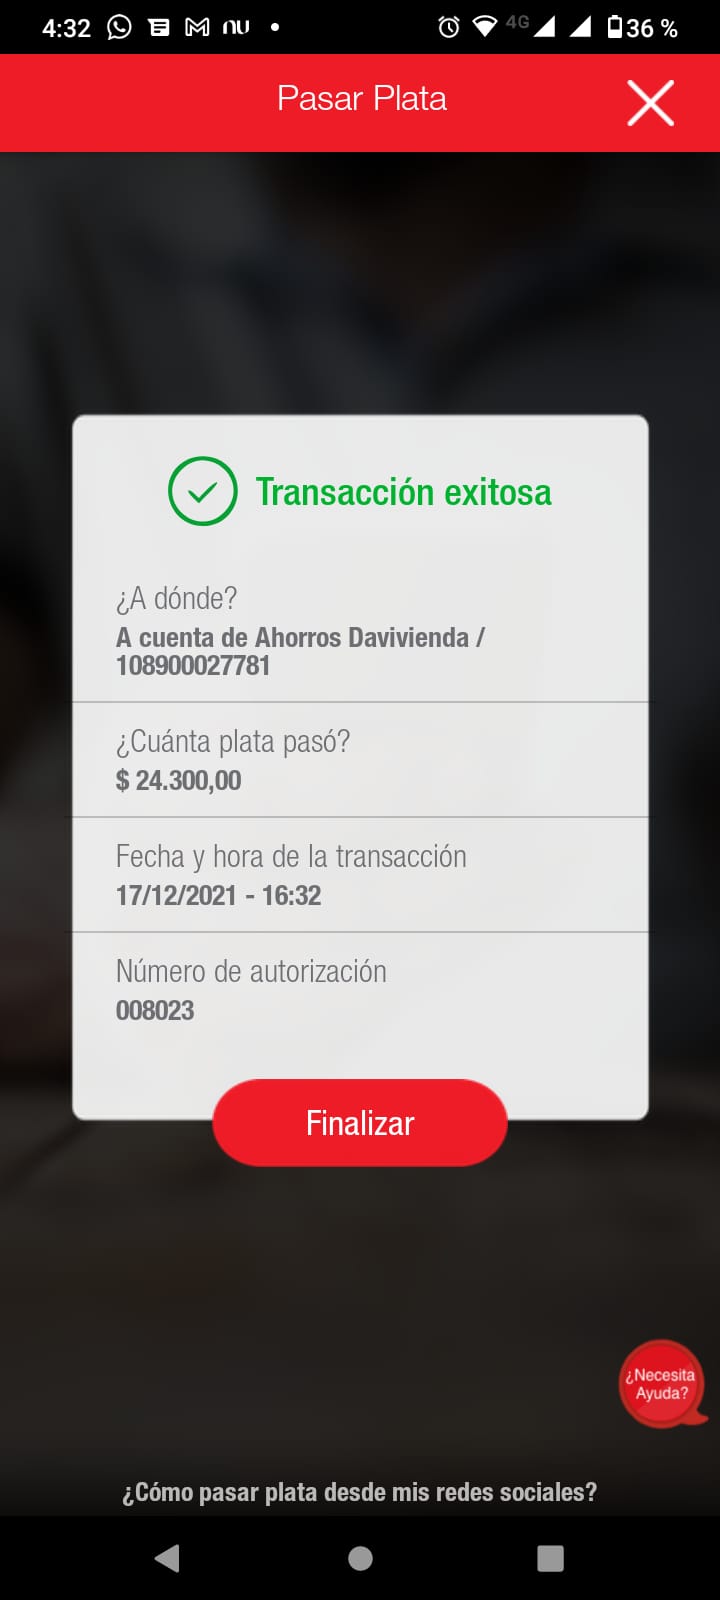 4:32 nu 4G 36 %
Pasar Plata
Transacción exitosa
¿A dónde?
A cuenta de Ahorros Davivienda /
108900027781
¿Cuánta plata pasó?
$ 24.300,00
Fecha y hora de la transacción
17/12/2021 - 16:32
Número de autorización
008023
Finalizar
¿Necesita
Ayuda?
¿Cómo pasar plata desde mis redes sociales?